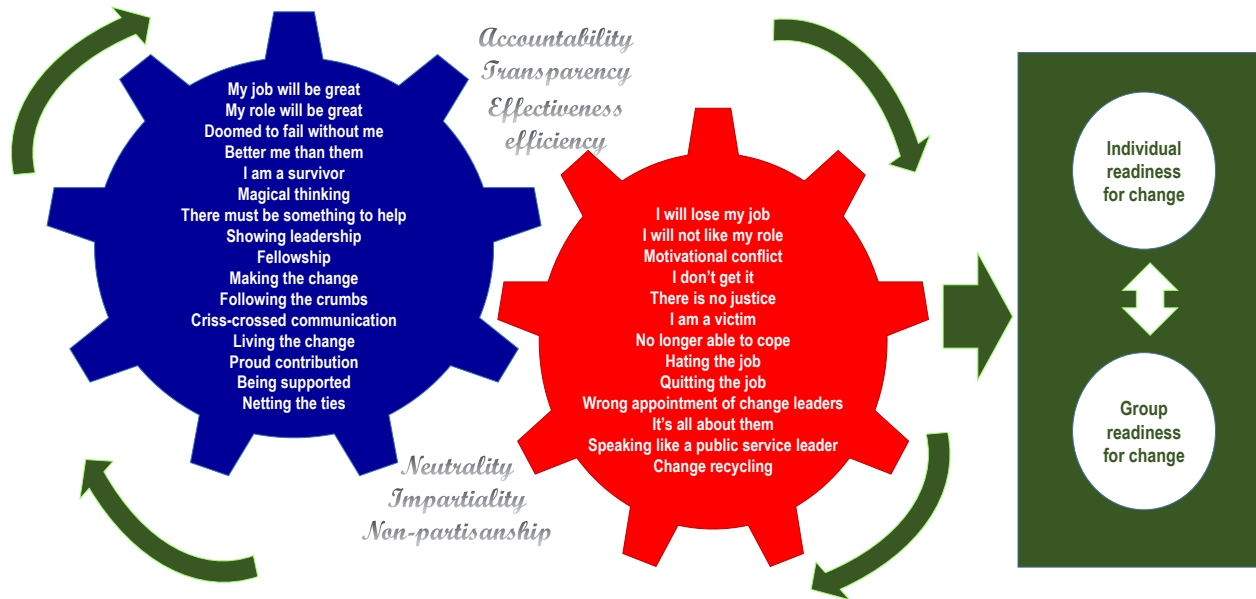 Accountability
Transparency
Effectiveness
efficiency
My job will be great
My role will be great
Doomed to fail without me
Better me than them
I am a survivor
Magical thinking
There must be something to help
Showing leadership
Fellowship
Making the change
Following the crumbs
Criss-crossed communication
Living the change
Proud contribution
Being supported
Netting the ties
I will lose my job
I will not like my role
Motivational conflict
I don’t get it
There is no justice
I am a victim
No longer able to cope
Hating the job
Quitting the job
Wrong appointment of change leaders
It’s all about them
Speaking like a public service leader
Change recycling
Neutrality
Impartiality
Non-partisanship
Individual
readiness
for change
Group
readiness
for change